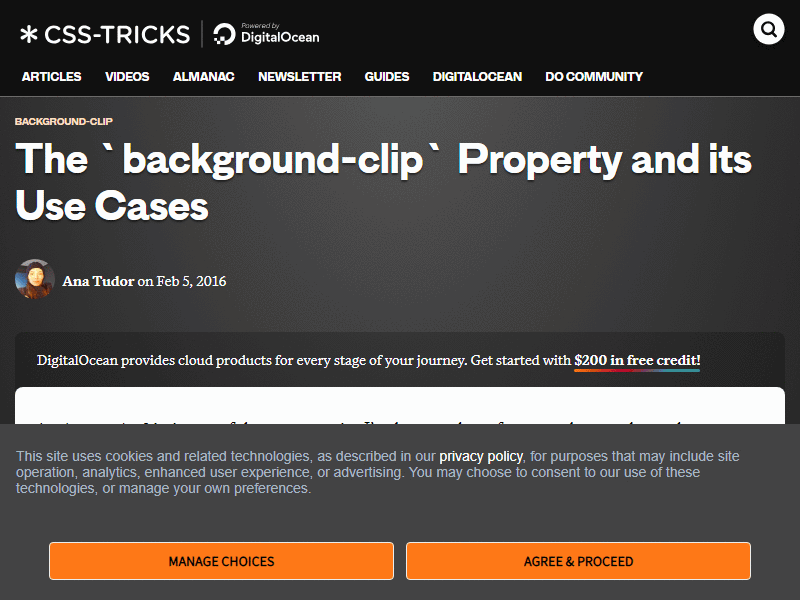 CSS-TRICKS
Powered by
DigitalOcean
ARTICLES VIDEOS ALMANAC NEWSLETTER GUIDES DIGITALOCEAN DO COMMUNITY
BACKGROUND-CLIP
The `background-clip` Property and its
Use Cases
Ana Tudor on Feb 5, 2016
DigitalOcean provides cloud products for every stage of your journey. Get started with $200 in free credit!
This site uses cookies and related technologies, as described in our privacy policy, for purposes that may include site
operation, analytics, enhanced user experience, or advertising. You may choose to consent to our use of these
technologies, or manage your own preferences.
MANAGE CHOICES
AGREE & PROCEED